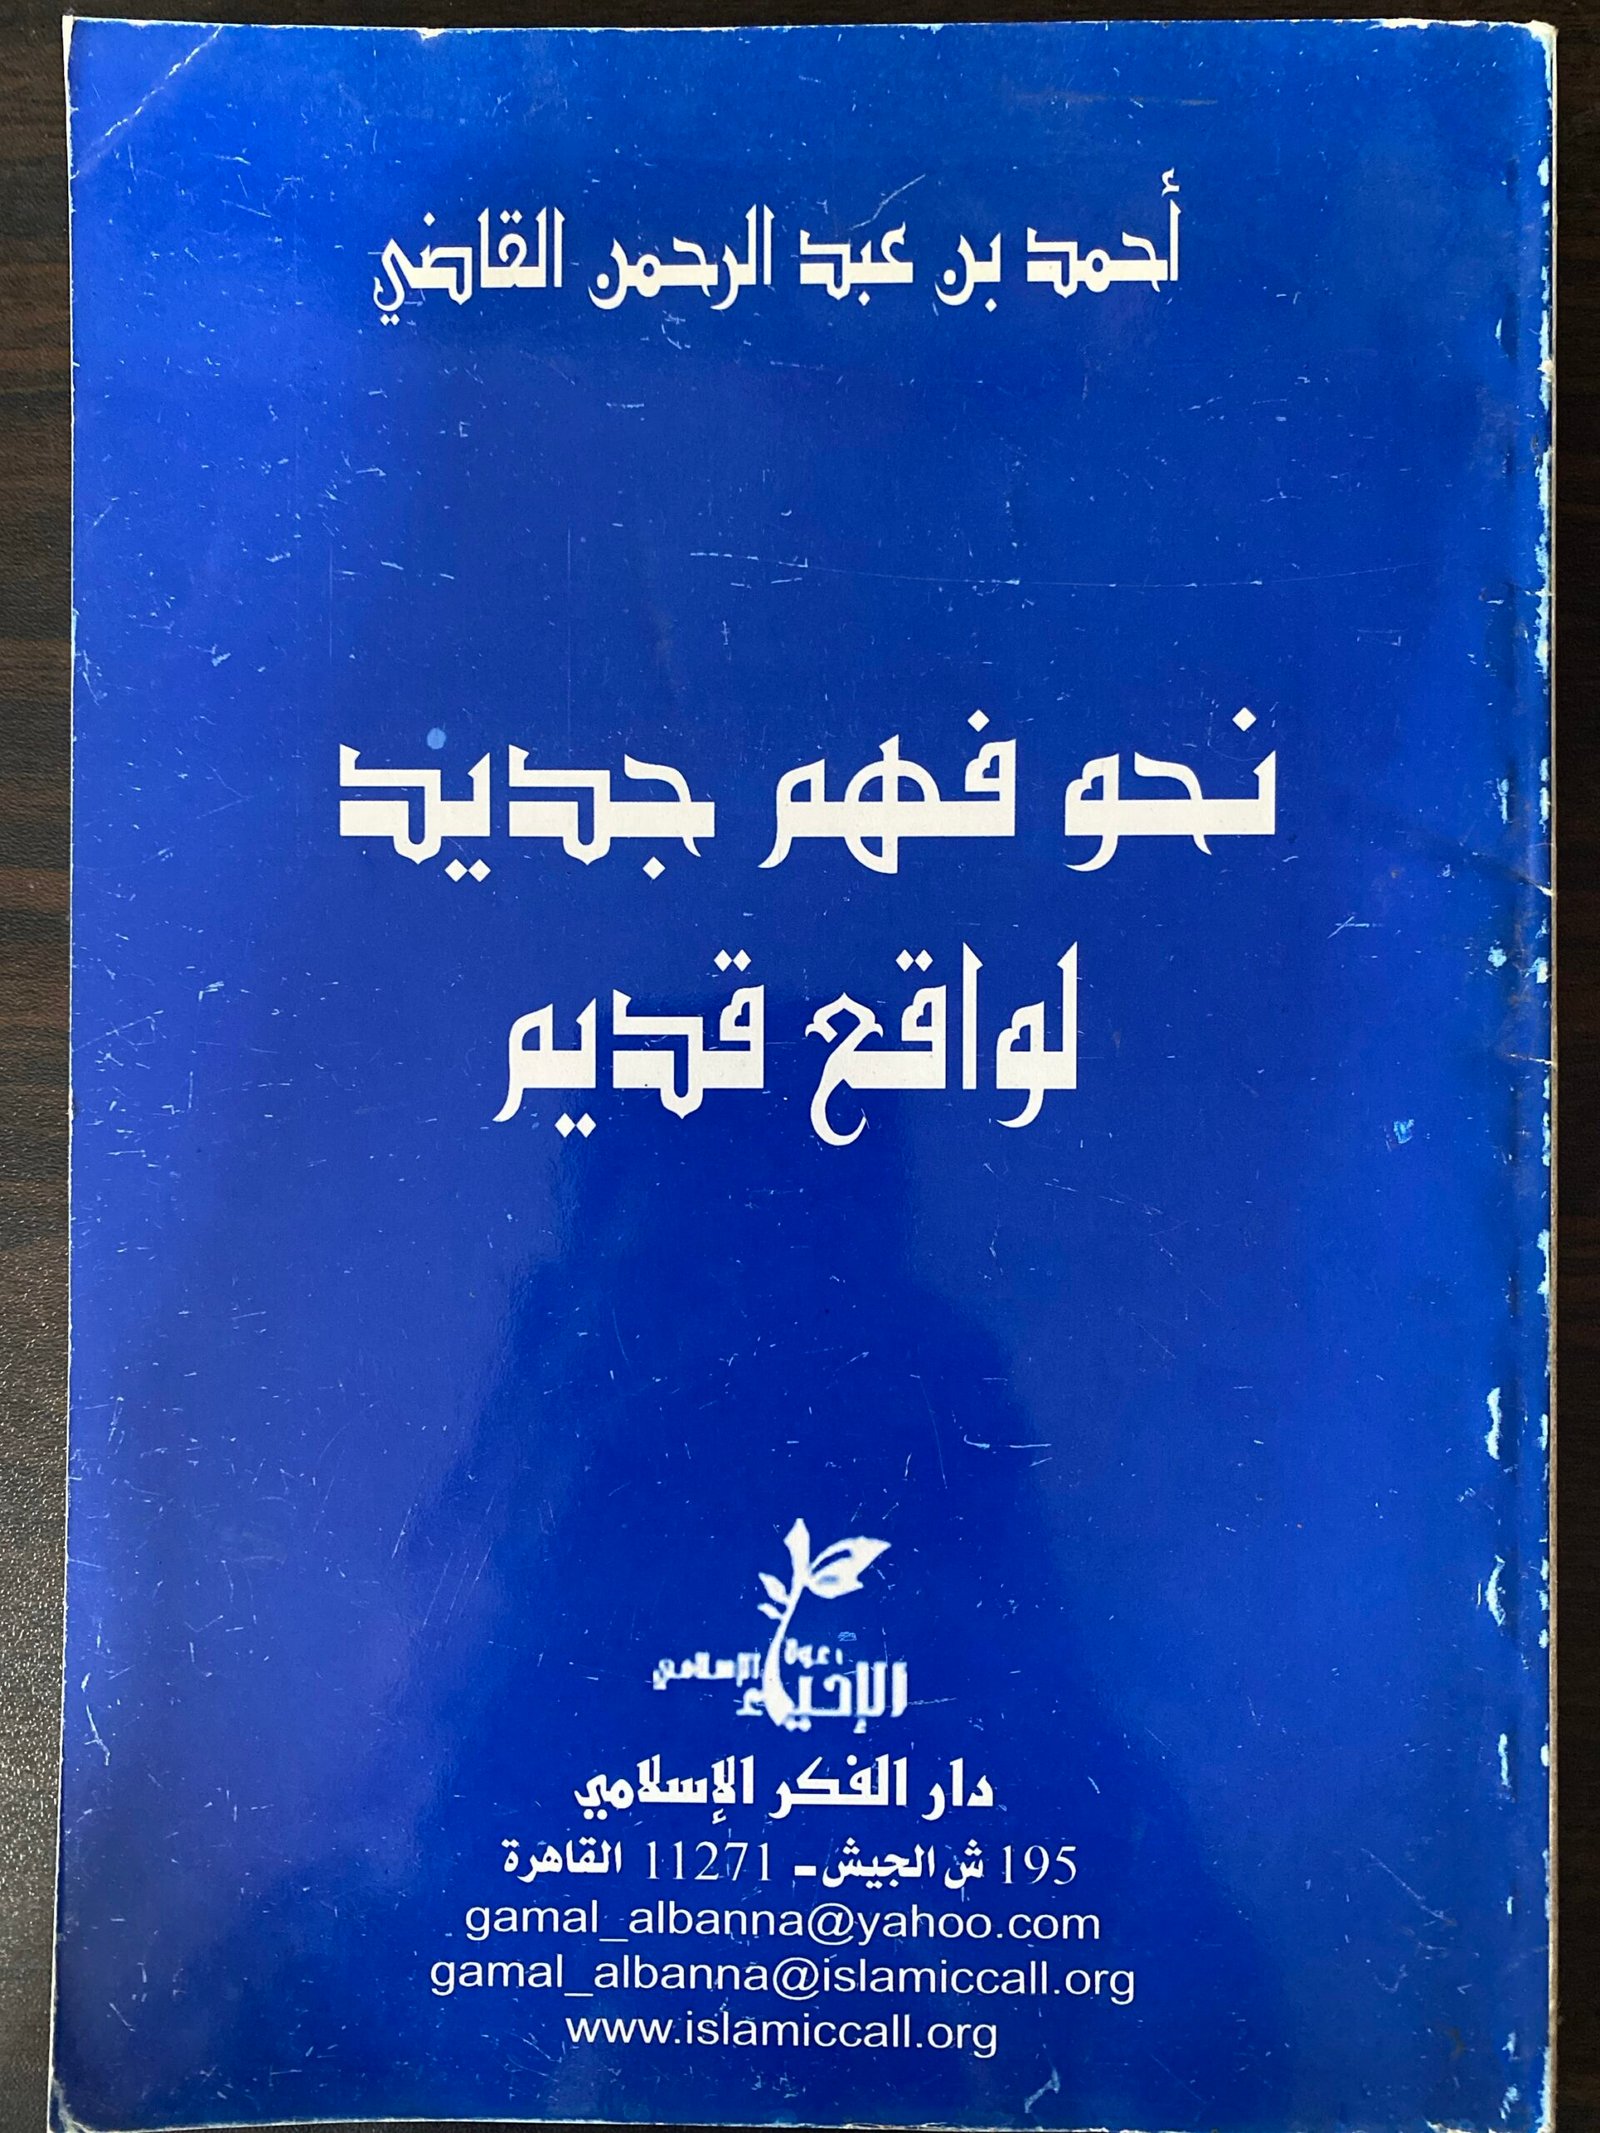 أحمد بن عبد الرحمن القاضي
نحو فهم جديد
لواقع قديم
دعوة
الإحياء الإسلامي
دار الفكر الإسلامي
195 ش الجيش - 11271 القاهرة
gamal_albanna@yahoo.com
gamal_albanna@islamiccall.org
www.islamiccall.org